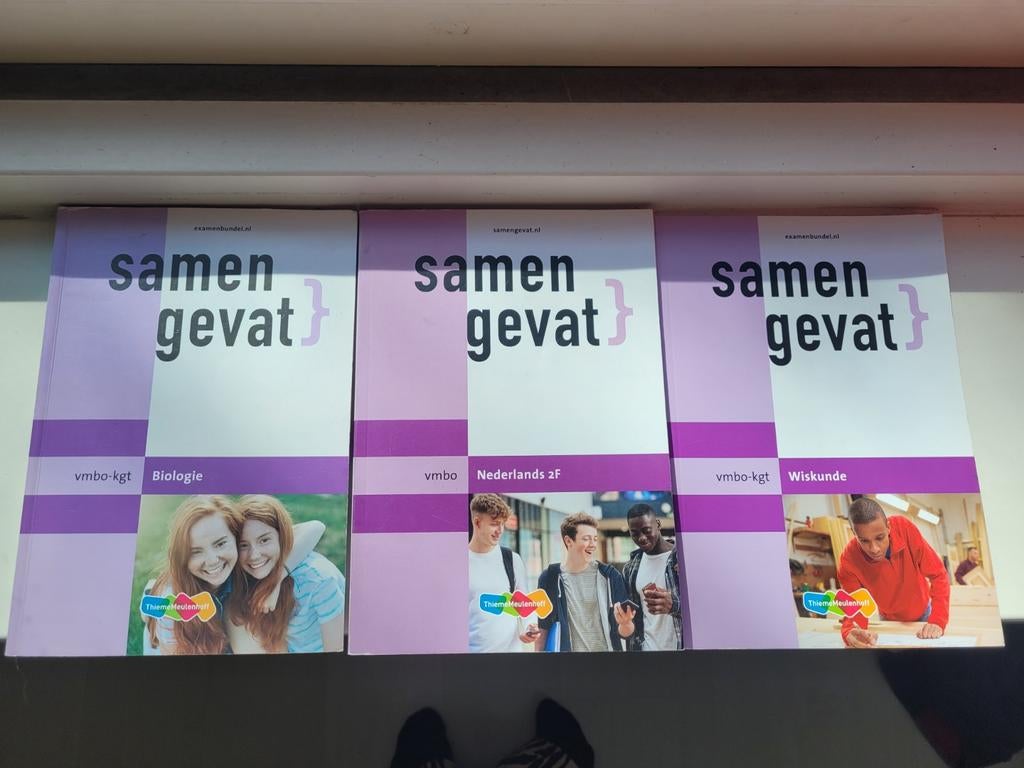 examenbundel.nl
samen
gevat}
vmbo-kgt Biologie
ThiemeMeulenhoff
samengevat.nl
samen
gevat}
vmbo Nederlands 2F
ThiemeMeulenhoff
examenbundel.nl
samen
gevat}
vmbo-kgt Wiskunde
ThiemeMeulenhoff